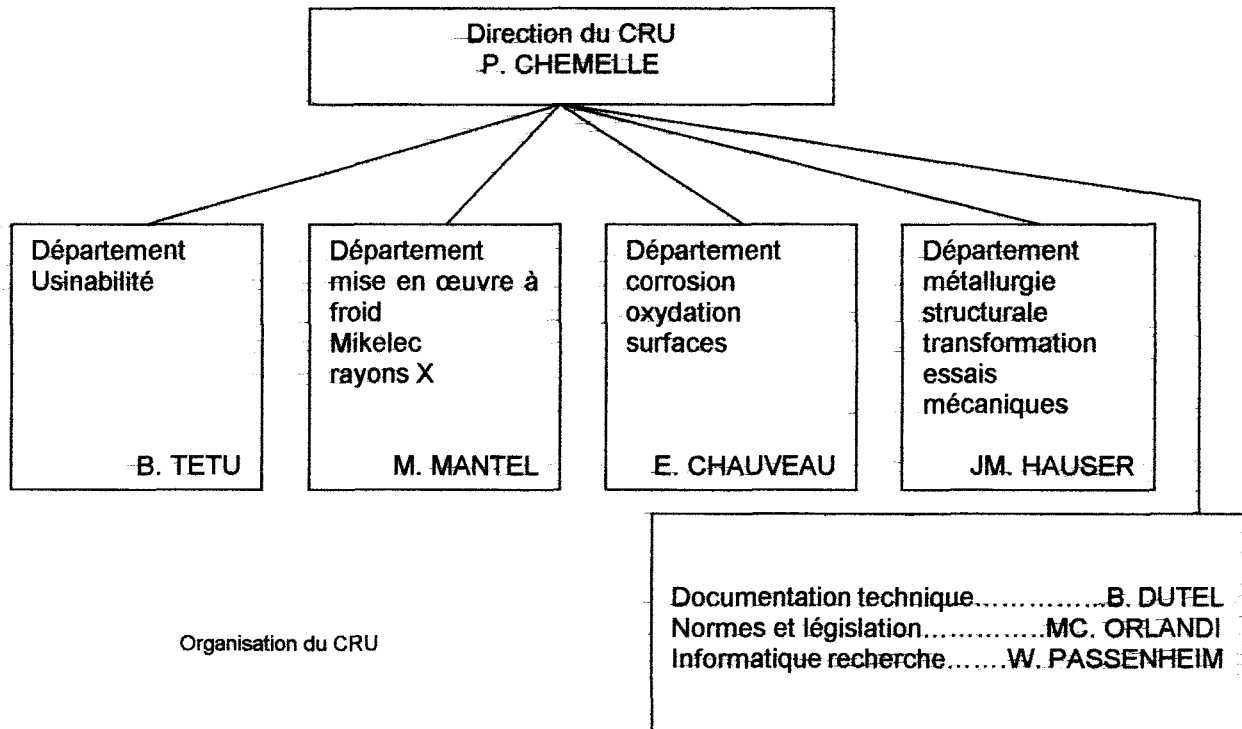 Direction du CRU
P. CHEMELLE
Département
Usinabilité
B. TETU
Département
mise en œuvre à
froid
Mikelec
rayons X
M. MANTEL
Département
corrosion
oxydation
surfaces
E. CHAUVEAU
Département
métallurgie
structurale
transformation
essais
mécaniques
JM. HAUSER
Documentation technique................B. DUTEL
Normes et législation..............MC. ORLANDI
Informatique recherche.......W. PASSENHEIM
Organisation du CRU